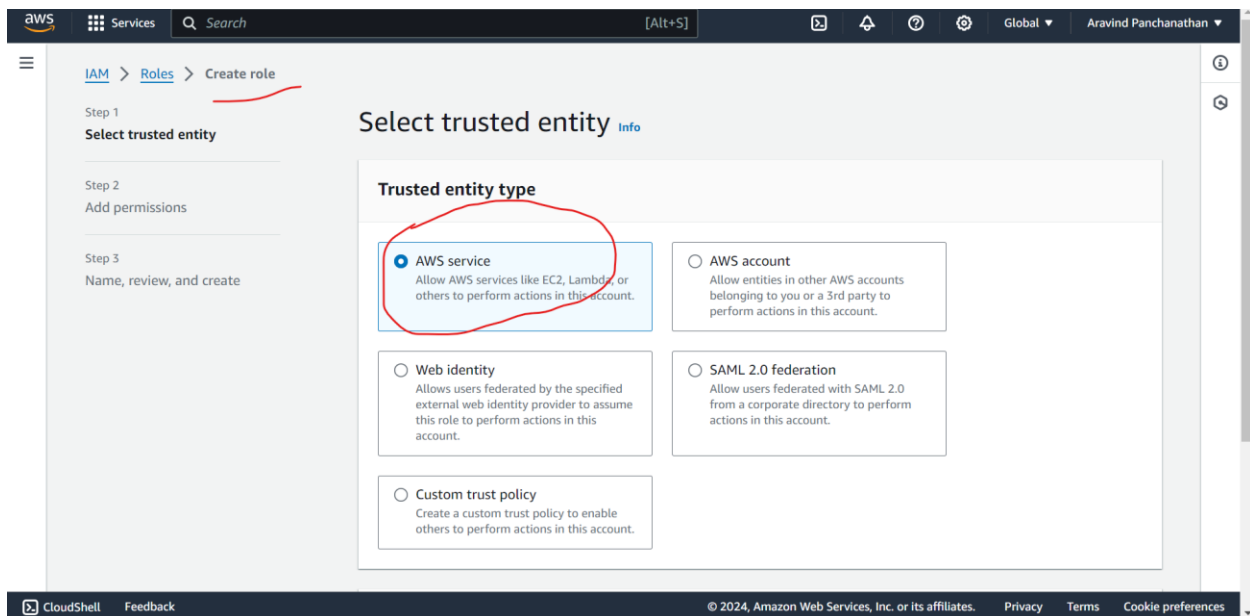 aws
Services
Search
[Alt+S]
Global ▼
Aravind Panchanathan ▼
IAM > Roles > Create role
Step 1
Select trusted entity
Step 2
Add permissions
Step 3
Name, review, and create
Select trusted entity Info
Trusted entity type
AWS service
Allow AWS services like EC2, Lambda, or
others to perform actions in this account.
AWS account
Allow entities in other AWS accounts
belonging to you or a 3rd party to
perform actions in this account.
Web identity
Allows users federated by the specified
external web identity provider to assume
this role to perform actions in this
account.
SAML 2.0 federation
Allow users federated with SAML 2.0
from a corporate directory to perform
actions in this account.
Custom trust policy
Create a custom trust policy to enable
others to perform actions in this account.
CloudShell
Feedback
© 2024, Amazon Web Services, Inc. or its affiliates.
Privacy
Terms
Cookie preferences